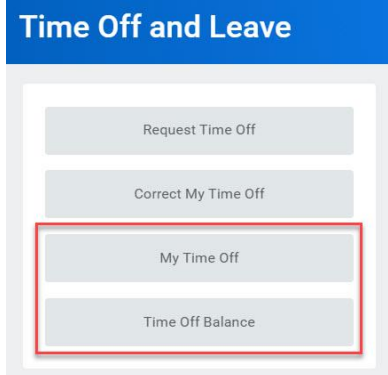 Time Off and Leave
Request Time Off
Correct My Time Off
My Time Off
Time Off Balance